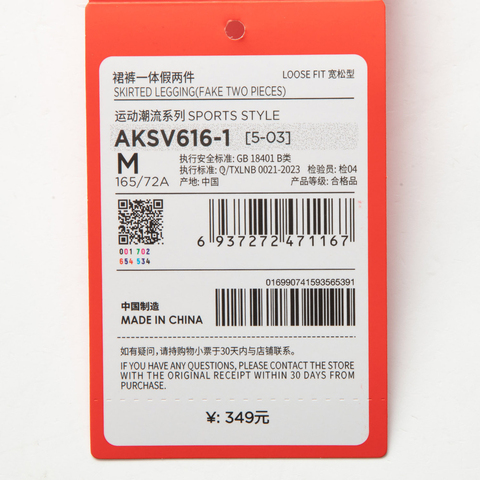 裙裤一体假两件
LOOSE FIT 宽松型
SKIRTED LEGGING(FAKE TWO PIECES)
运动潮流系列 SPORTS STYLE
AKSV616-1 [5-03]
M
165/72A
执行安全标准: GB 18401 B类
执行标准: Q/TXLNB 0021-2023 检验员: 检04
产地: 中国 产品等级: 合格品
001 702
654 534
6 937272 471167
016990741593565391
中国制造
MADE IN CHINA
如有疑问，请持购物小票于30天内与店铺联系。
IF YOU HAVE ANY QUESTIONS, PLEASE CONTACT THE STORE
WITH THE ORIGINAL RECEIPT WITHIN 30 DAYS FROM
PURCHASE.
¥: 349元